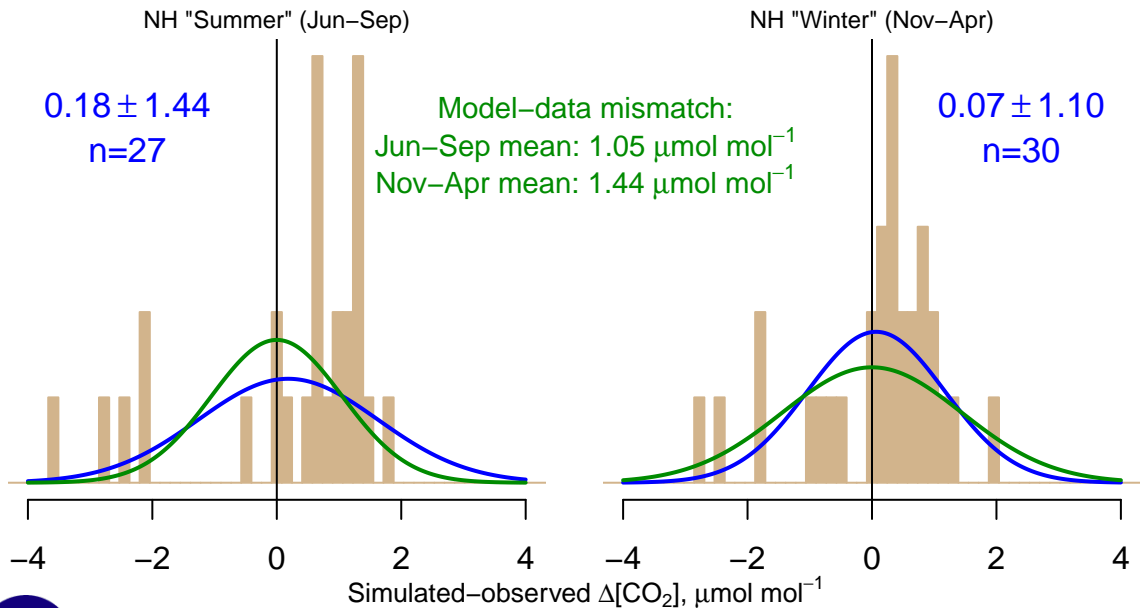 NH "Summer" (Jun−Sep)
NH "Winter" (Nov−Apr)
0.18 ± 1.44
n=27
Model−data mismatch:
Jun−Sep mean: 1.05 μmol mol⁻¹
Nov−Apr mean: 1.44 μmol mol⁻¹
0.07 ± 1.10
n=30
−4 −2 0 2 4
−4 −2 0 2 4
Simulated−observed Δ[CO₂], μmol mol⁻¹